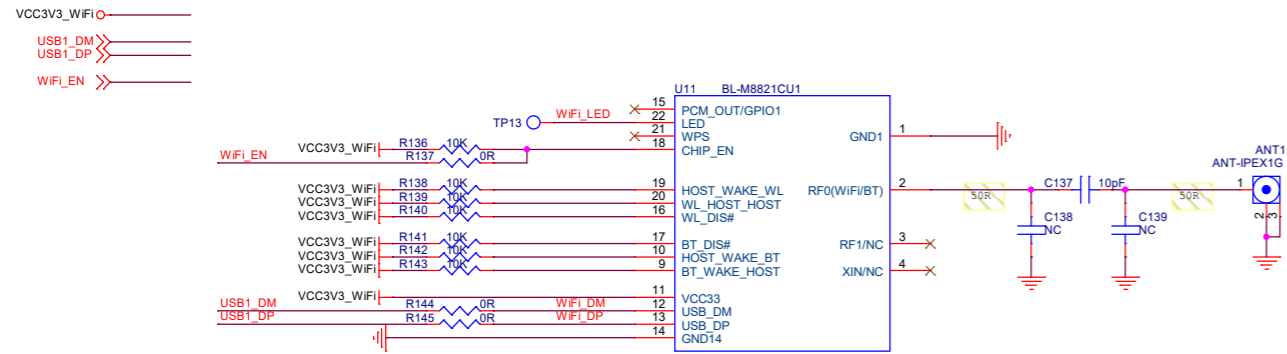 VCC3V3_WiFi
USB1_DM
USB1_DP
WiFi_EN
U11 BL-M8821CU1
15 PCM_OUT/GPIO1
TP13 WiFi_LED 22 LED
21 WPS
VCC3V3_WiFi R136 10K 18 CHIP_EN
WiFi_EN R137 0R
GND1 1
VCC3V3_WiFi R138 10K 19 HOST_WAKE_WL
VCC3V3_WiFi R139 10K 20 WL_HOST_HOST
VCC3V3_WiFi R140 10K 16 WL_DIS#
RF0(WiFi/BT) 2 50R C137 10pF 50R 1
ANT1
ANT-IPEX1G
2 3
C138 NC
C139 NC
VCC3V3_WiFi R141 10K 17 BT_DIS#
VCC3V3_WiFi R142 10K 10 HOST_WAKE_BT
VCC3V3_WiFi R143 10K 9 BT_WAKE_HOST
RF1/NC 3
XIN/NC 4
VCC3V3_WiFi 11 VCC33
USB1_DM R144 0R WiFi_DM 12 USB_DM
USB1_DP R145 0R WiFi_DP 13 USB_DP
14 GND14